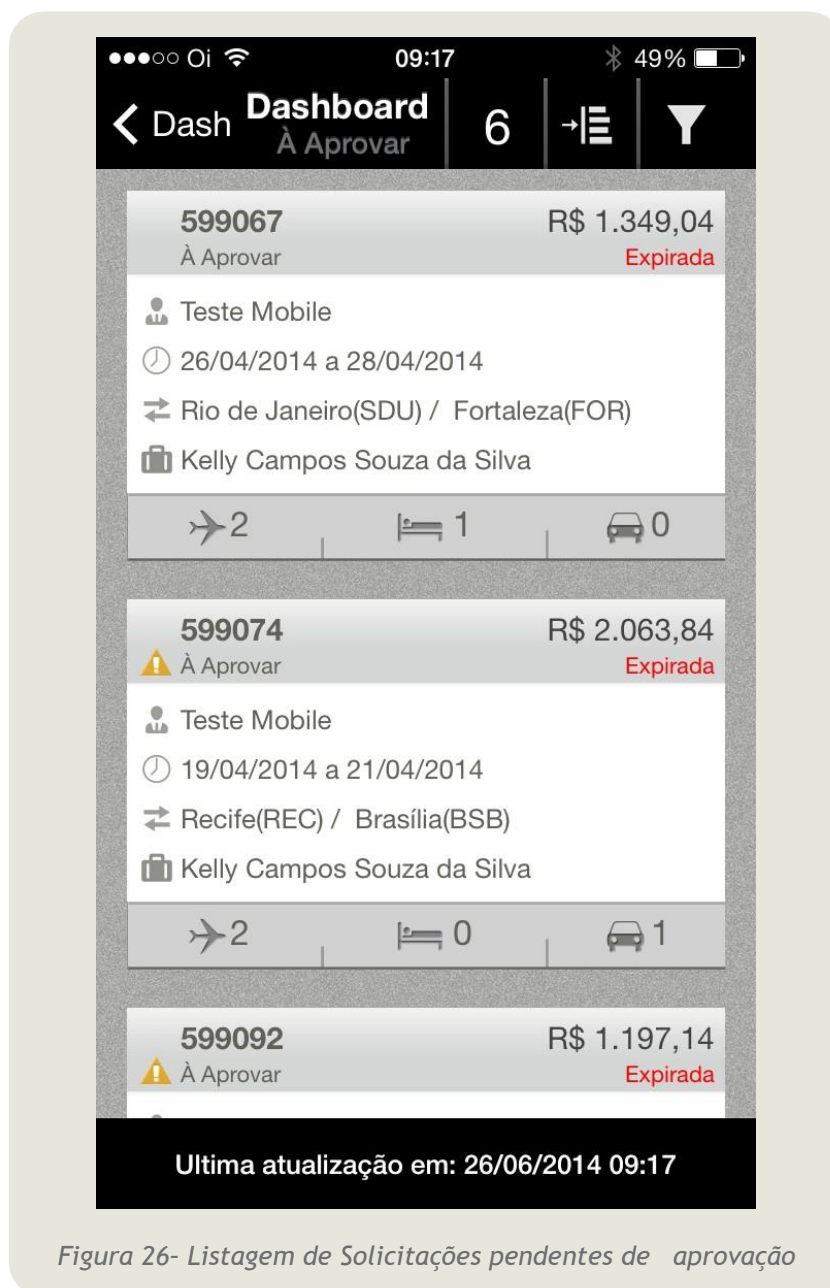 Oi 09:17 49%
Dash Dashboard 6
À Aprovar
599067 R$ 1.349,04
À Aprovar Expirada
Teste Mobile
26/04/2014 a 28/04/2014
Rio de Janeiro(SDU) / Fortaleza(FOR)
Kelly Campos Souza da Silva
2 1 0
599074 R$ 2.063,84
À Aprovar Expirada
Teste Mobile
19/04/2014 a 21/04/2014
Recife(REC) / Brasília(BSB)
Kelly Campos Souza da Silva
2 0 1
599092 R$ 1.197,14
À Aprovar Expirada
Ultima atualização em: 26/06/2014 09:17
Figura 26– Listagem de Solicitações pendentes de aprovação